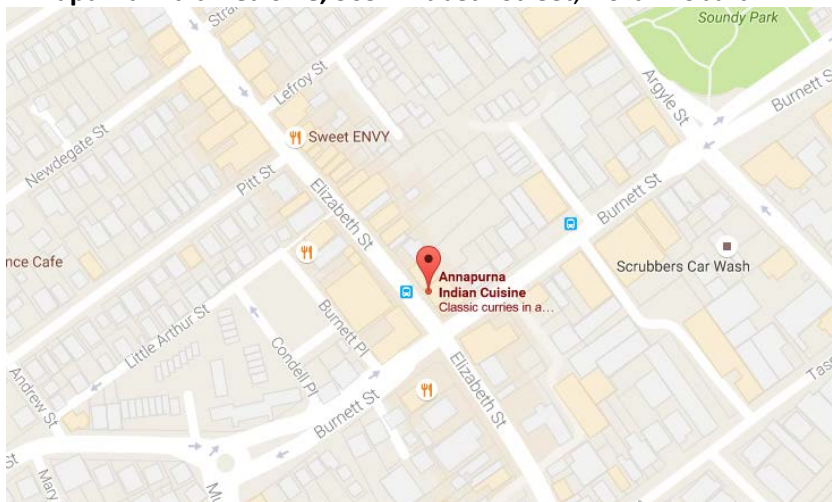 Soundy Park
Lefroy St
Argyle St
Burnett S
Sweet ENVY
Newdegate St
Pitt St
Elizabeth St
Burnett St
nce Cafe
Annapurna
Indian Cuisine
Classic curries in a…
Scrubbers Car Wash
Little Arthur St
Burnett Pl
Condell Pl
Elizabeth St
Andrew St
Burnett St
Tas
St
Mary